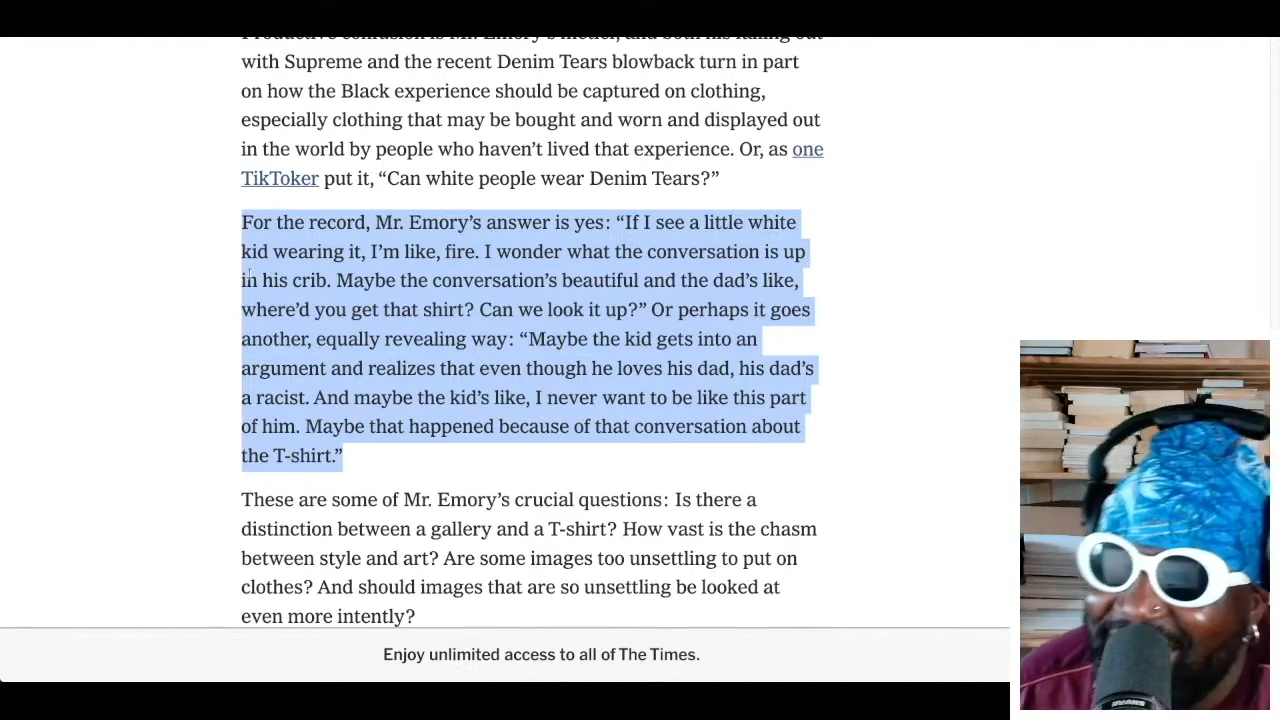 with Supreme and the recent Denim Tears blowback turn in part
on how the Black experience should be captured on clothing,
especially clothing that may be bought and worn and displayed out
in the world by people who haven’t lived that experience. Or, as one
TikToker put it, “Can white people wear Denim Tears?”
For the record, Mr. Emory’s answer is yes: “If I see a little white
kid wearing it, I’m like, fire. I wonder what the conversation is up
in his crib. Maybe the conversation’s beautiful and the dad’s like,
where’d you get that shirt? Can we look it up?” Or perhaps it goes
another, equally revealing way: “Maybe the kid gets into an
argument and realizes that even though he loves his dad, his dad’s
a racist. And maybe the kid’s like, I never want to be like this part
of him. Maybe that happened because of that conversation about
the T-shirt.”
These are some of Mr. Emory’s crucial questions: Is there a
distinction between a gallery and a T-shirt? How vast is the chasm
between style and art? Are some images too unsettling to put on
clothes? And should images that are so unsettling be looked at
even more intently?
Enjoy unlimited access to all of The Times.
SHURE